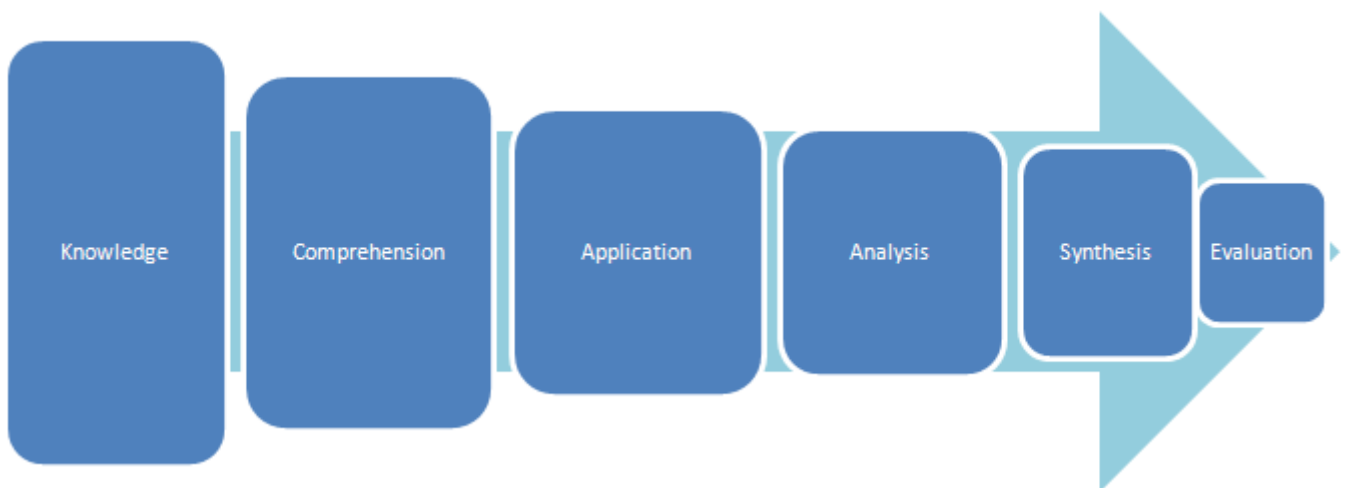 Knowledge
Comprehension
Application
Analysis
Synthesis
Evaluation